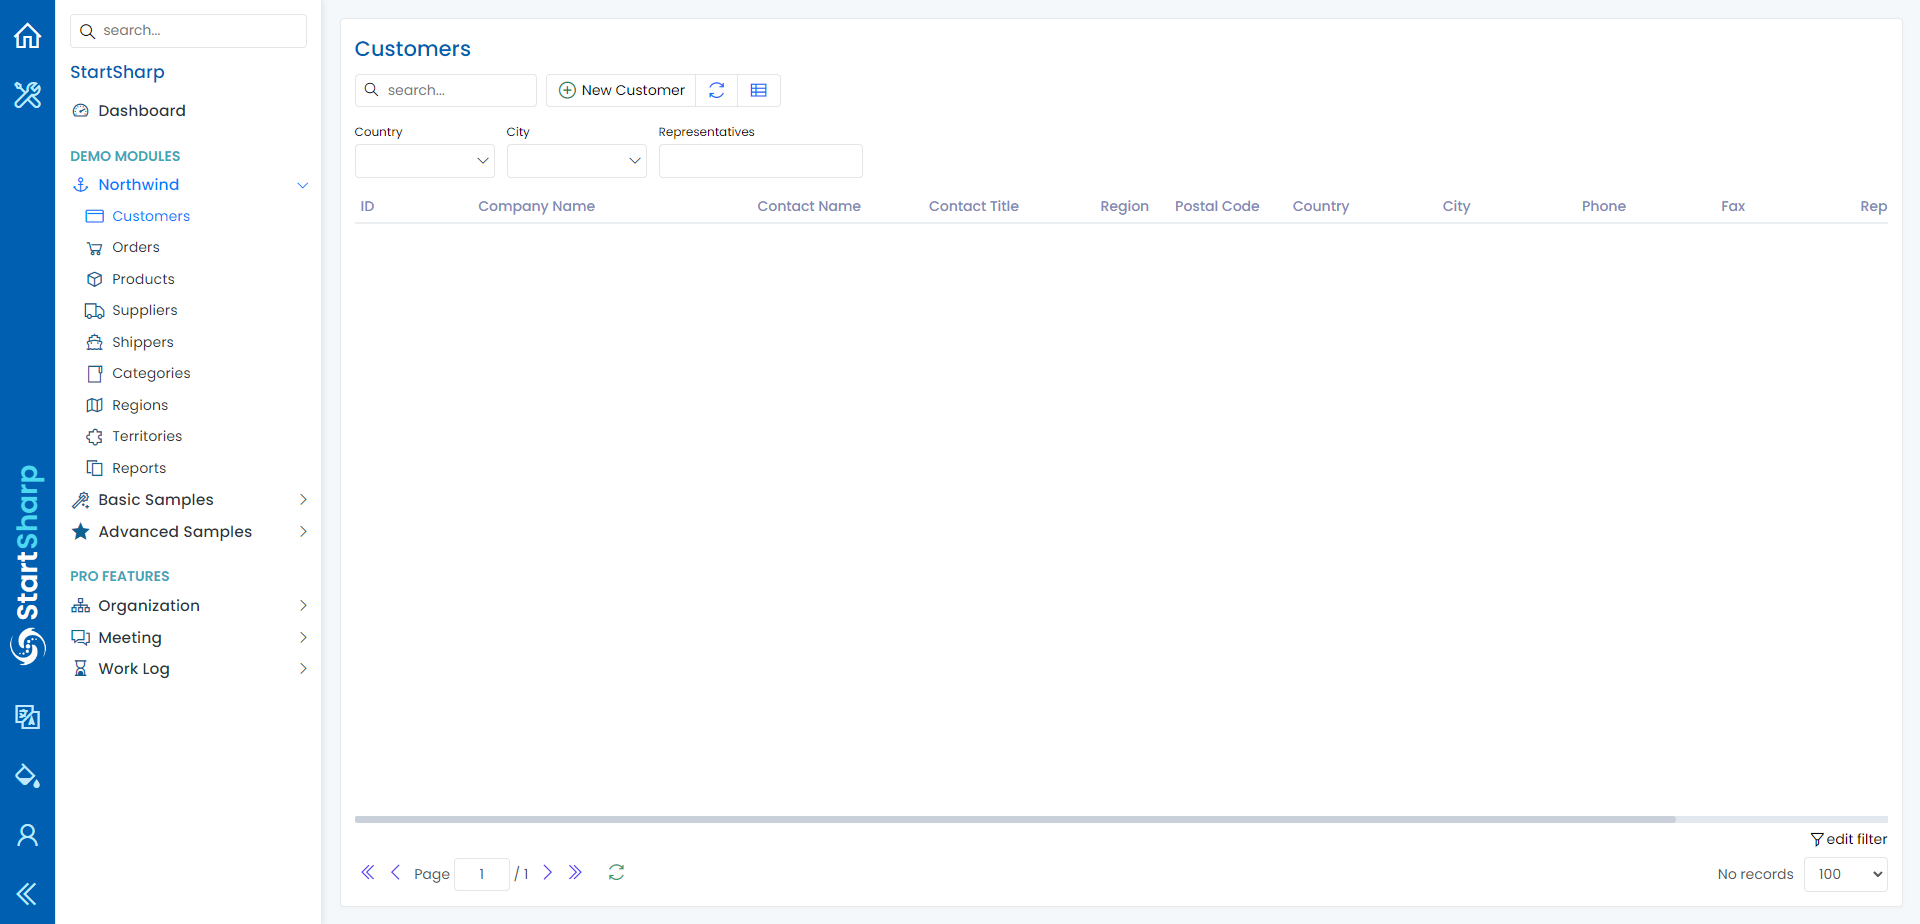 search...
StartSharp
Dashboard
DEMO MODULES
Northwind
Customers
Orders
Products
Suppliers
Shippers
Categories
Regions
Territories
Reports
Basic Samples
Advanced Samples
PRO FEATURES
Organization
Meeting
Work Log
StartSharp
Customers
search...
New Customer
Country City Representatives
ID Company Name Contact Name Contact Title Region Postal Code Country City Phone Fax Rep
edit filter
Page 1 / 1
No records 100